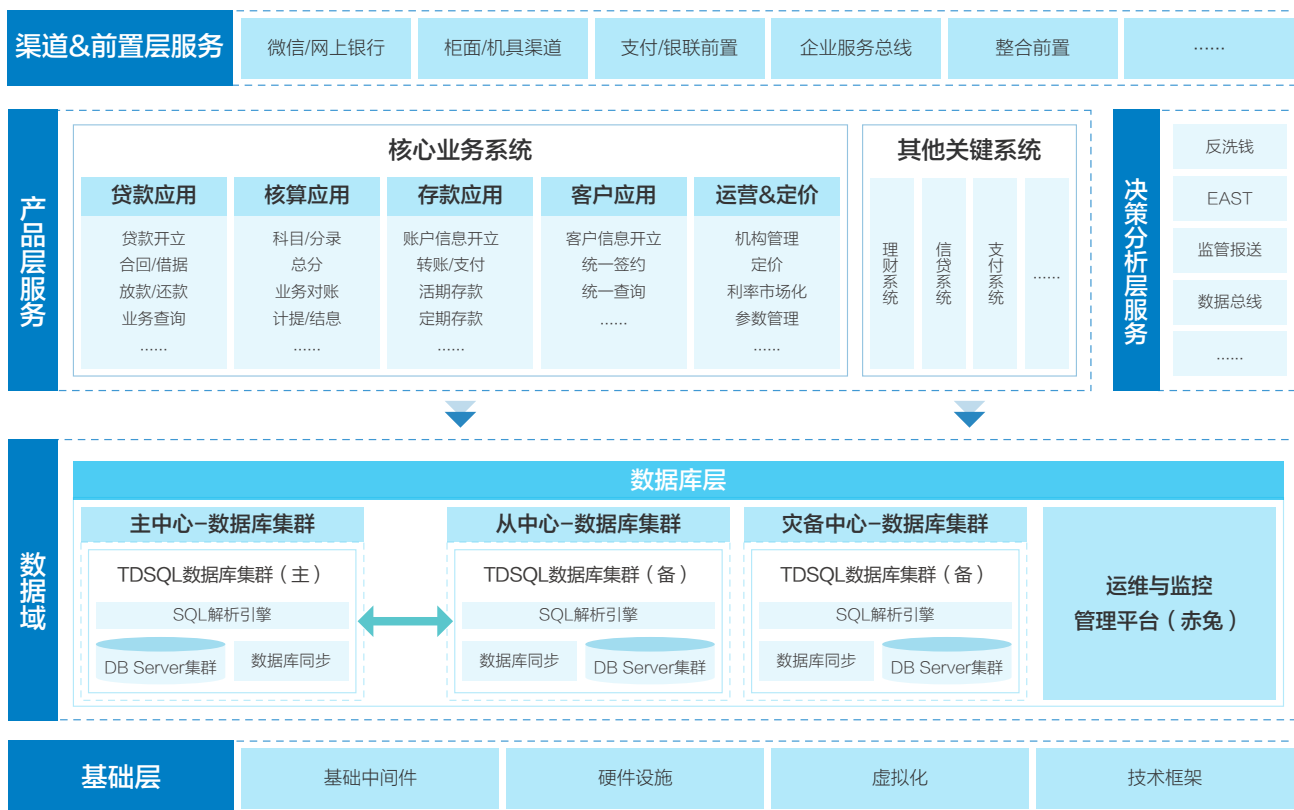 渠道&前置层服务
微信/网上银行
柜面/机具渠道
支付/银联前置
企业服务总线
整合前置
……
产品层服务
核心业务系统
贷款应用
贷款开立
合回/借据
放款/还款
业务查询
……
核算应用
科目/分录
总分
业务对账
计提/结息
……
存款应用
账户信息开立
转账/支付
活期存款
定期存款
……
客户应用
客户信息开立
统一签约
统一查询
……
运营&定价
机构管理
定价
利率市场化
参数管理
……
其他关键系统
理财系统
信贷系统
支付系统
……
决策分析层服务
反洗钱
EAST
监管报送
数据总线
……
数据域
数据库层
主中心-数据库集群
TDSQL数据库集群（主）
SQL解析引擎
DB Server集群
数据库同步
从中心-数据库集群
TDSQL数据库集群（备）
SQL解析引擎
数据库同步
DB Server集群
灾备中心-数据库集群
TDSQL数据库集群（备）
SQL解析引擎
数据库同步
DB Server集群
运维与监控
管理平台（赤兔）
基础层
基础中间件
硬件设施
虚拟化
技术框架